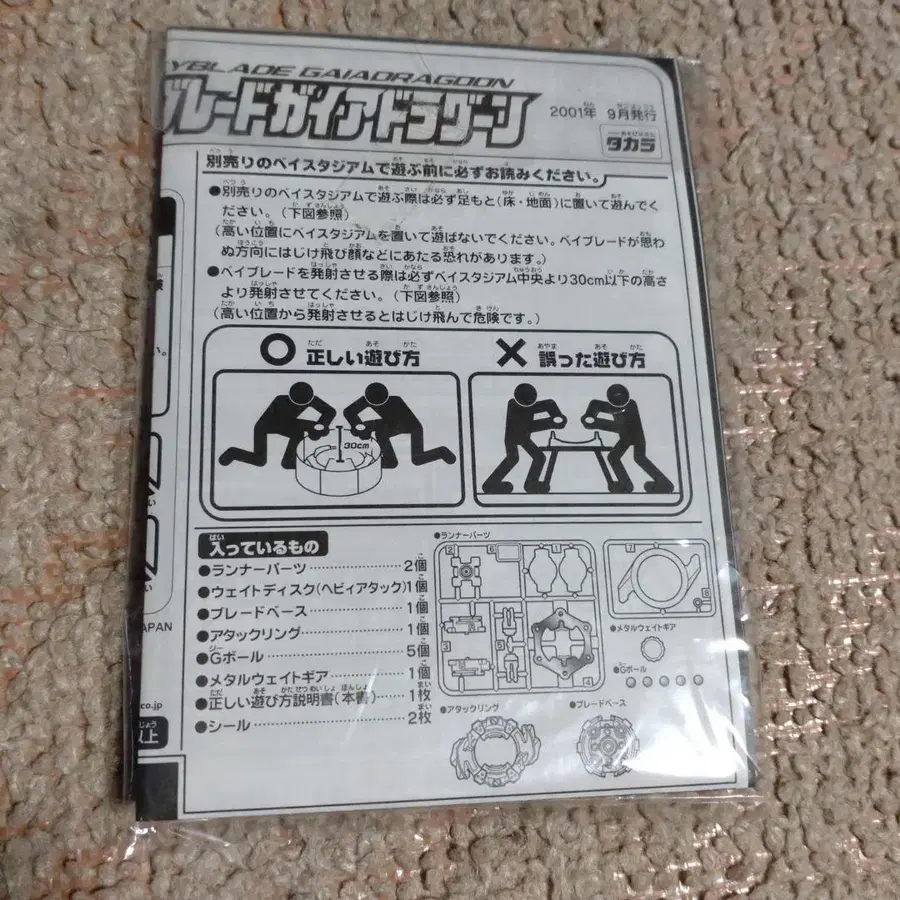 YBLADE GAIADRAGOON
ブレードガイアドラグーン
2001年 9月発行
タカラ
別売りのベイスタジアムで遊ぶ前に必ずお読みください。
●別売りのベイスタジアムで遊ぶ際は必ず足もと(床・地面)に置いて遊んでく
ださい。(下図参照)
(高い位置にベイスタジアムを置いて遊ばないでください。ベイブレードが思わ
ぬ方向にはじけ飛び顔などにあたる恐れがあります。)
●ベイブレードを発射させる際は必ずベイスタジアム中央より30cm以下の高さ
より発射させてください。(下図参照)
(高い位置から発射させるとはじけ飛んで危険です。)
○ 正しい遊び方
× 誤った遊び方
30cm
入っているもの
●ランナーパーツ……………2個
●ウェイトディスク(ヘビィアタック)1個
●ブレードベース……………1個
●アタックリング……………1個
●Gボール……………5個
●メタルウェイトギア……………1個
●正しい遊び方説明書(本書)……………1枚
●シール……………2枚
●ランナーパーツ
2
6
1
7
3
5
4
8
●メタルウェイトギア
●Gボール
●アタックリング
●ブレードベース
APAN
co.jp
以上